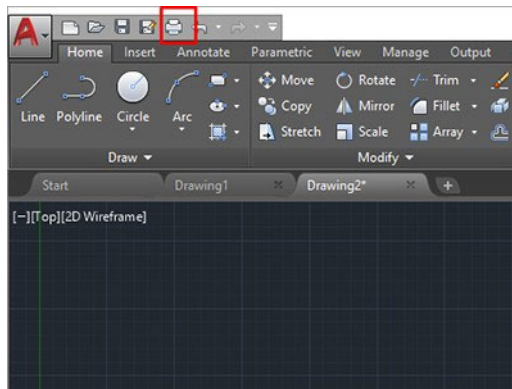 A
Home Insert Annotate Parametric View Manage Output
Move Rotate Trim
Copy Mirror Fillet
Line Polyline Circle Arc
Stretch Scale Array
Draw Modify
Start Drawing1 Drawing2*
[−][Top][2D Wireframe]